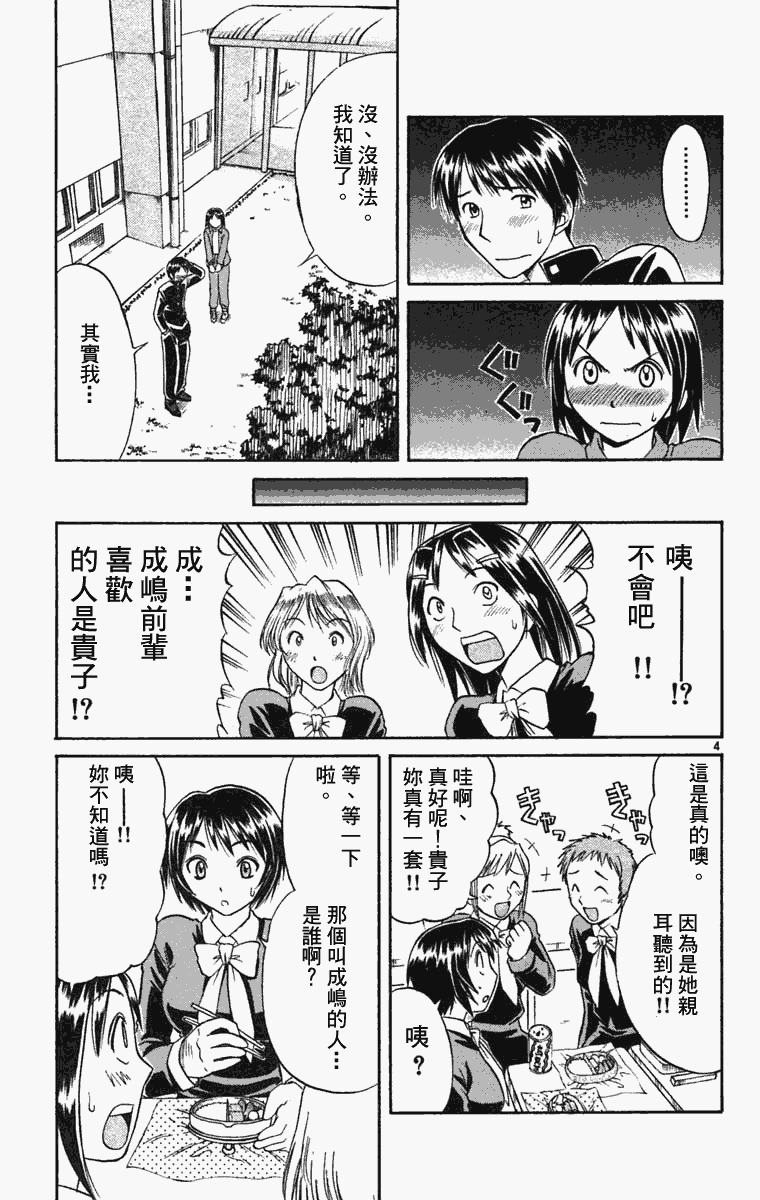 ………
ぐぐっ
沒、沒辦法。
我知道了。
其實我…
咦——!?
不會吧!!
成…
成嶋前輩
喜歡
的人是貴子!?
4
這是真的噢。
因為是她親
耳聽到的!!
きゃっ
きゃっ
哇啊、
真好呢!貴子
妳真有一套!!
咦?
等、等一下
啦。
那個叫成嶋的人…
是誰啊?
咦——!!
妳不知道嗎!?